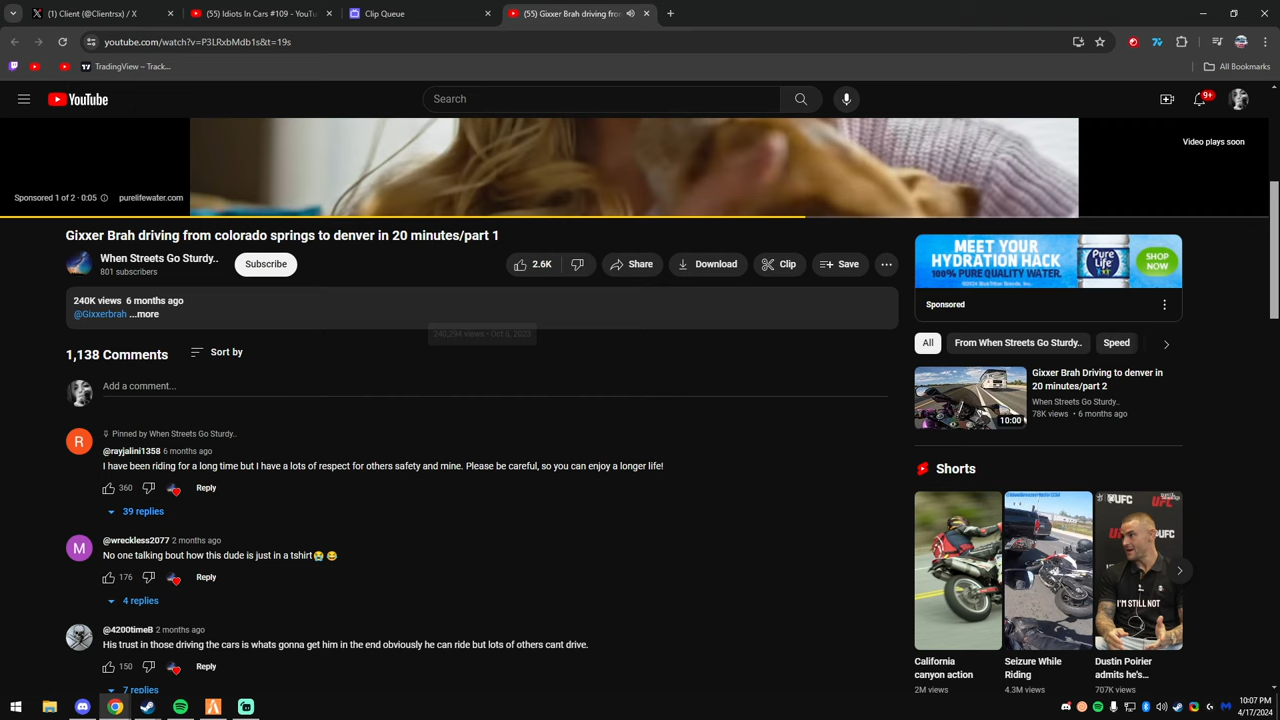 (1) Client (@Clientrsx) / X
(55) Idiots In Cars #109 - YouTu
Clip Queue
(55) Gixxer Brah driving from
youtube.com/watch?v=P3LRxbMdb1s&t=19s
TradingView – Track...
All Bookmarks
YouTube
Search
9+
Video plays soon
Sponsored 1 of 2 · 0:05
purelifewater.com
Gixxer Brah driving from colorado springs to denver in 20 minutes/part 1
When Streets Go Sturdy..
801 subscribers
Subscribe
2.6K
Share
Download
Clip
Save
240K views 6 months ago
@Gixxerbrah ...more
240,294 views • Oct 5, 2023
1,138 Comments
Sort by
Add a comment...
R
Pinned by When Streets Go Sturdy..
@rayjalini1358 6 months ago
I have been riding for a long time but I have a lots of respect for others safety and mine. Please be careful, so you can enjoy a longer life!
360
Reply
39 replies
M
@wreckless2077 2 months ago
No one talking bout how this dude is just in a tshirt😭😂
176
Reply
4 replies
@4200timeB 2 months ago
His trust in those driving the cars is whats gonna get him in the end obviously he can ride but lots of others cant drive.
150
Reply
7 replies
MEET YOUR
HYDRATION HACK
100% PURE QUALITY WATER.
Pure
Life
SHOP
NOW
Sponsored
All
From When Streets Go Sturdy..
Speed
Gixxer Brah Driving to denver in
20 minutes/part 2
When Streets Go Sturdy..
78K views • 6 months ago
10:00
Shorts
UFC
UFC
I'M STILL NOT
California
canyon action
2M views
Seizure While
Riding
4.3M views
Dustin Poirier
admits he's...
707K views
10:07 PM
4/17/2024